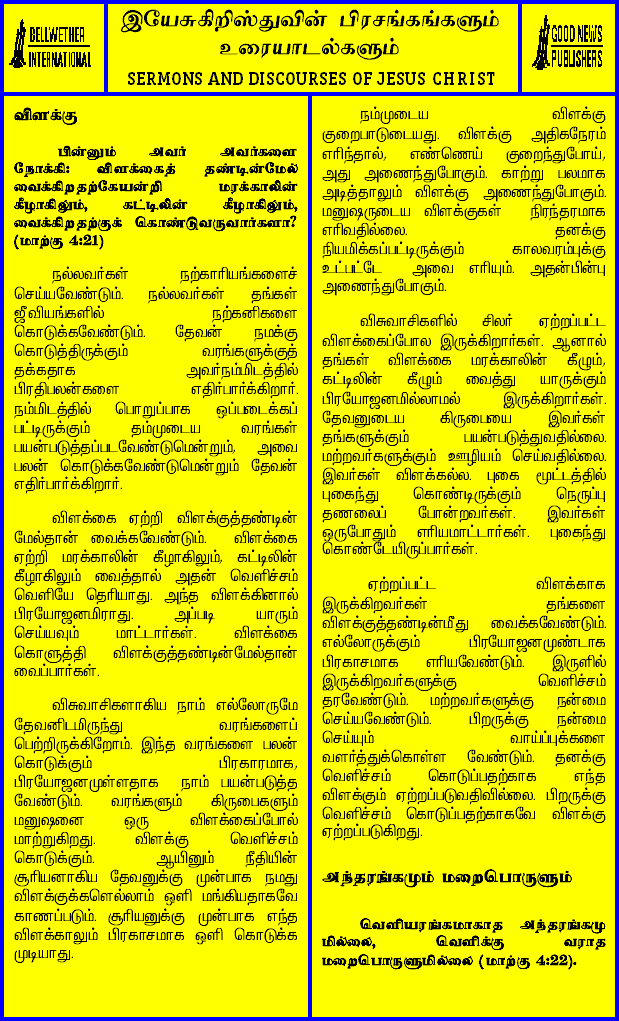 BELLWETHER
INTERNATIONAL
இயேசுகிறிஸ்துவின் பிரசங்கங்களும்
உரையாடல்களும்
SERMONS AND DISCOURSES OF JESUS CHRIST
GOOD NEWS
PUBLISHERS
விளக்கு
பின்னும் அவர் அவர்களை
நோக்கி: விளக்கைத் தண்டின்மேல்
வைக்கிறதற்கேயன்றி மரக்காலின்
கீழாகிலும், கட்டிலின் கீழாகிலும்,
வைக்கிறதற்குக் கொண்டுவருவார்களா?
(மாற்கு 4:21)
நல்லவர்கள் நற்காரியங்களைச்
செய்யவேண்டும். நல்லவர்கள் தங்கள்
ஜீவியங்களில் நற்கனிகளை
கொடுக்கவேண்டும். தேவன் நமக்கு
கொடுத்திருக்கும் வரங்களுக்குத்
தக்கதாக அவர்நம்மிடத்தில்
பிரதிபலன்களை எதிர்பார்க்கிறார்.
நம்மிடத்தில் பொறுப்பாக ஒப்படைக்கப்
பட்டிருக்கும் தம்முடைய வரங்கள்
பயன்படுத்தப்படவேண்டுமென்றும், அவை
பலன் கொடுக்கவேண்டுமென்றும் தேவன்
எதிர்பார்க்கிறார்.
விளக்கை ஏற்றி விளக்குத்தண்டின்
மேல்தான் வைக்கவேண்டும். விளக்கை
ஏற்றி மரக்காலின் கீழாகிலும், கட்டிலின்
கீழாகிலும் வைத்தால் அதன் வெளிச்சம்
வெளியே தெரியாது. அந்த விளக்கினால்
பிரயோஜனமிராது. அப்படி யாரும்
செய்யவும் மாட்டார்கள். விளக்கை
கொளுத்தி விளக்குத்தண்டின்மேல்தான்
வைப்பார்கள்.
விசுவாசிகளாகிய நாம் எல்லோருமே
தேவனிடமிருந்து வரங்களைப்
பெற்றிருக்கிறோம். இந்த வரங்களை பலன்
கொடுக்கும் பிரகாரமாக,
பிரயோஜனமுள்ளதாக நாம் பயன்படுத்த
வேண்டும். வரங்களும் கிருபைகளும்
மனுஷனை ஒரு விளக்கைப்போல்
மாற்றுகிறது. விளக்கு வெளிச்சம்
கொடுக்கும். ஆயினும் நீதியின்
சூரியனாகிய தேவனுக்கு முன்பாக நமது
விளக்குக்களெல்லாம் ஒளி மங்கியதாகவே
காணப்படும். சூரியனுக்கு முன்பாக எந்த
விளக்காலும் பிரகாசமாக ஒளி கொடுக்க
முடியாது.
நம்முடைய விளக்கு
குறைபாடுடையது. விளக்கு அதிகநேரம்
எரிந்தால், எண்ணெய் குறைந்துபோய்,
அது அணைந்துபோகும். காற்று பலமாக
அடித்தாலும் விளக்கு அணைந்துபோகும்.
மனுஷருடைய விளக்குகள் நிரந்தரமாக
எரிவதில்லை. தனக்கு
நியமிக்கப்பட்டிருக்கும் காலவரம்புக்கு
உட்பட்டே அவை எரியும். அதன்பின்பு
அணைந்துபோகும்.
விசுவாசிகளில் சிலர் ஏற்றப்பட்ட
விளக்கைப்போல இருக்கிறார்கள். ஆனால்
தங்கள் விளக்கை மரக்காலின் கீழும்,
கட்டிலின் கீழும் வைத்து யாருக்கும்
பிரயோஜனமில்லாமல் இருக்கிறார்கள்.
தேவனுடைய கிருபையை இவர்கள்
தங்களுக்கும் பயன்படுத்துவதில்லை.
மற்றவர்களுக்கும் ஊழியம் செய்வதில்லை.
இவர்கள் விளக்கல்ல. புகை மூட்டத்தில்
புகைந்து கொண்டிருக்கும் நெருப்பு
தணலைப் போன்றவர்கள். இவர்கள்
ஒருபோதும் எரியமாட்டார்கள். புகைந்து
கொண்டேயிருப்பார்கள்.
ஏற்றப்பட்ட விளக்காக
இருக்கிறவர்கள் தங்களை
விளக்குத்தண்டின்மீது வைக்கவேண்டும்.
எல்லோருக்கும் பிரயோஜனமுண்டாக
பிரகாசமாக எரியவேண்டும். இருளில்
இருக்கிறவர்களுக்கு வெளிச்சம்
தரவேண்டும். மற்றவர்களுக்கு நன்மை
செய்யவேண்டும். பிறருக்கு நன்மை
செய்யும் வாய்ப்புக்களை
வளர்த்துக்கொள்ள வேண்டும். தனக்கு
வெளிச்சம் கொடுப்பதற்காக எந்த
விளக்கும் ஏற்றப்படுவதிவில்லை. பிறருக்கு
வெளிச்சம் கொடுப்பதற்காகவே விளக்கு
ஏற்றப்படுகிறது.
அந்தரங்கமும் மறைபொருளும்
வெளியரங்கமாகாத அந்தரங்கமு
மில்லை, வெளிக்கு வராத
மறைபொருளுமில்லை (மாற்கு 4:22).